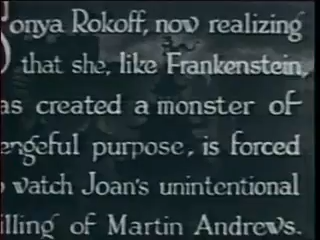 onya Rokoff, now realizing
that she, like Frankenstein,
as created a monster of
engeful purpose, is forced
o watch Joan's unintentional
illing of Martin Andrews.